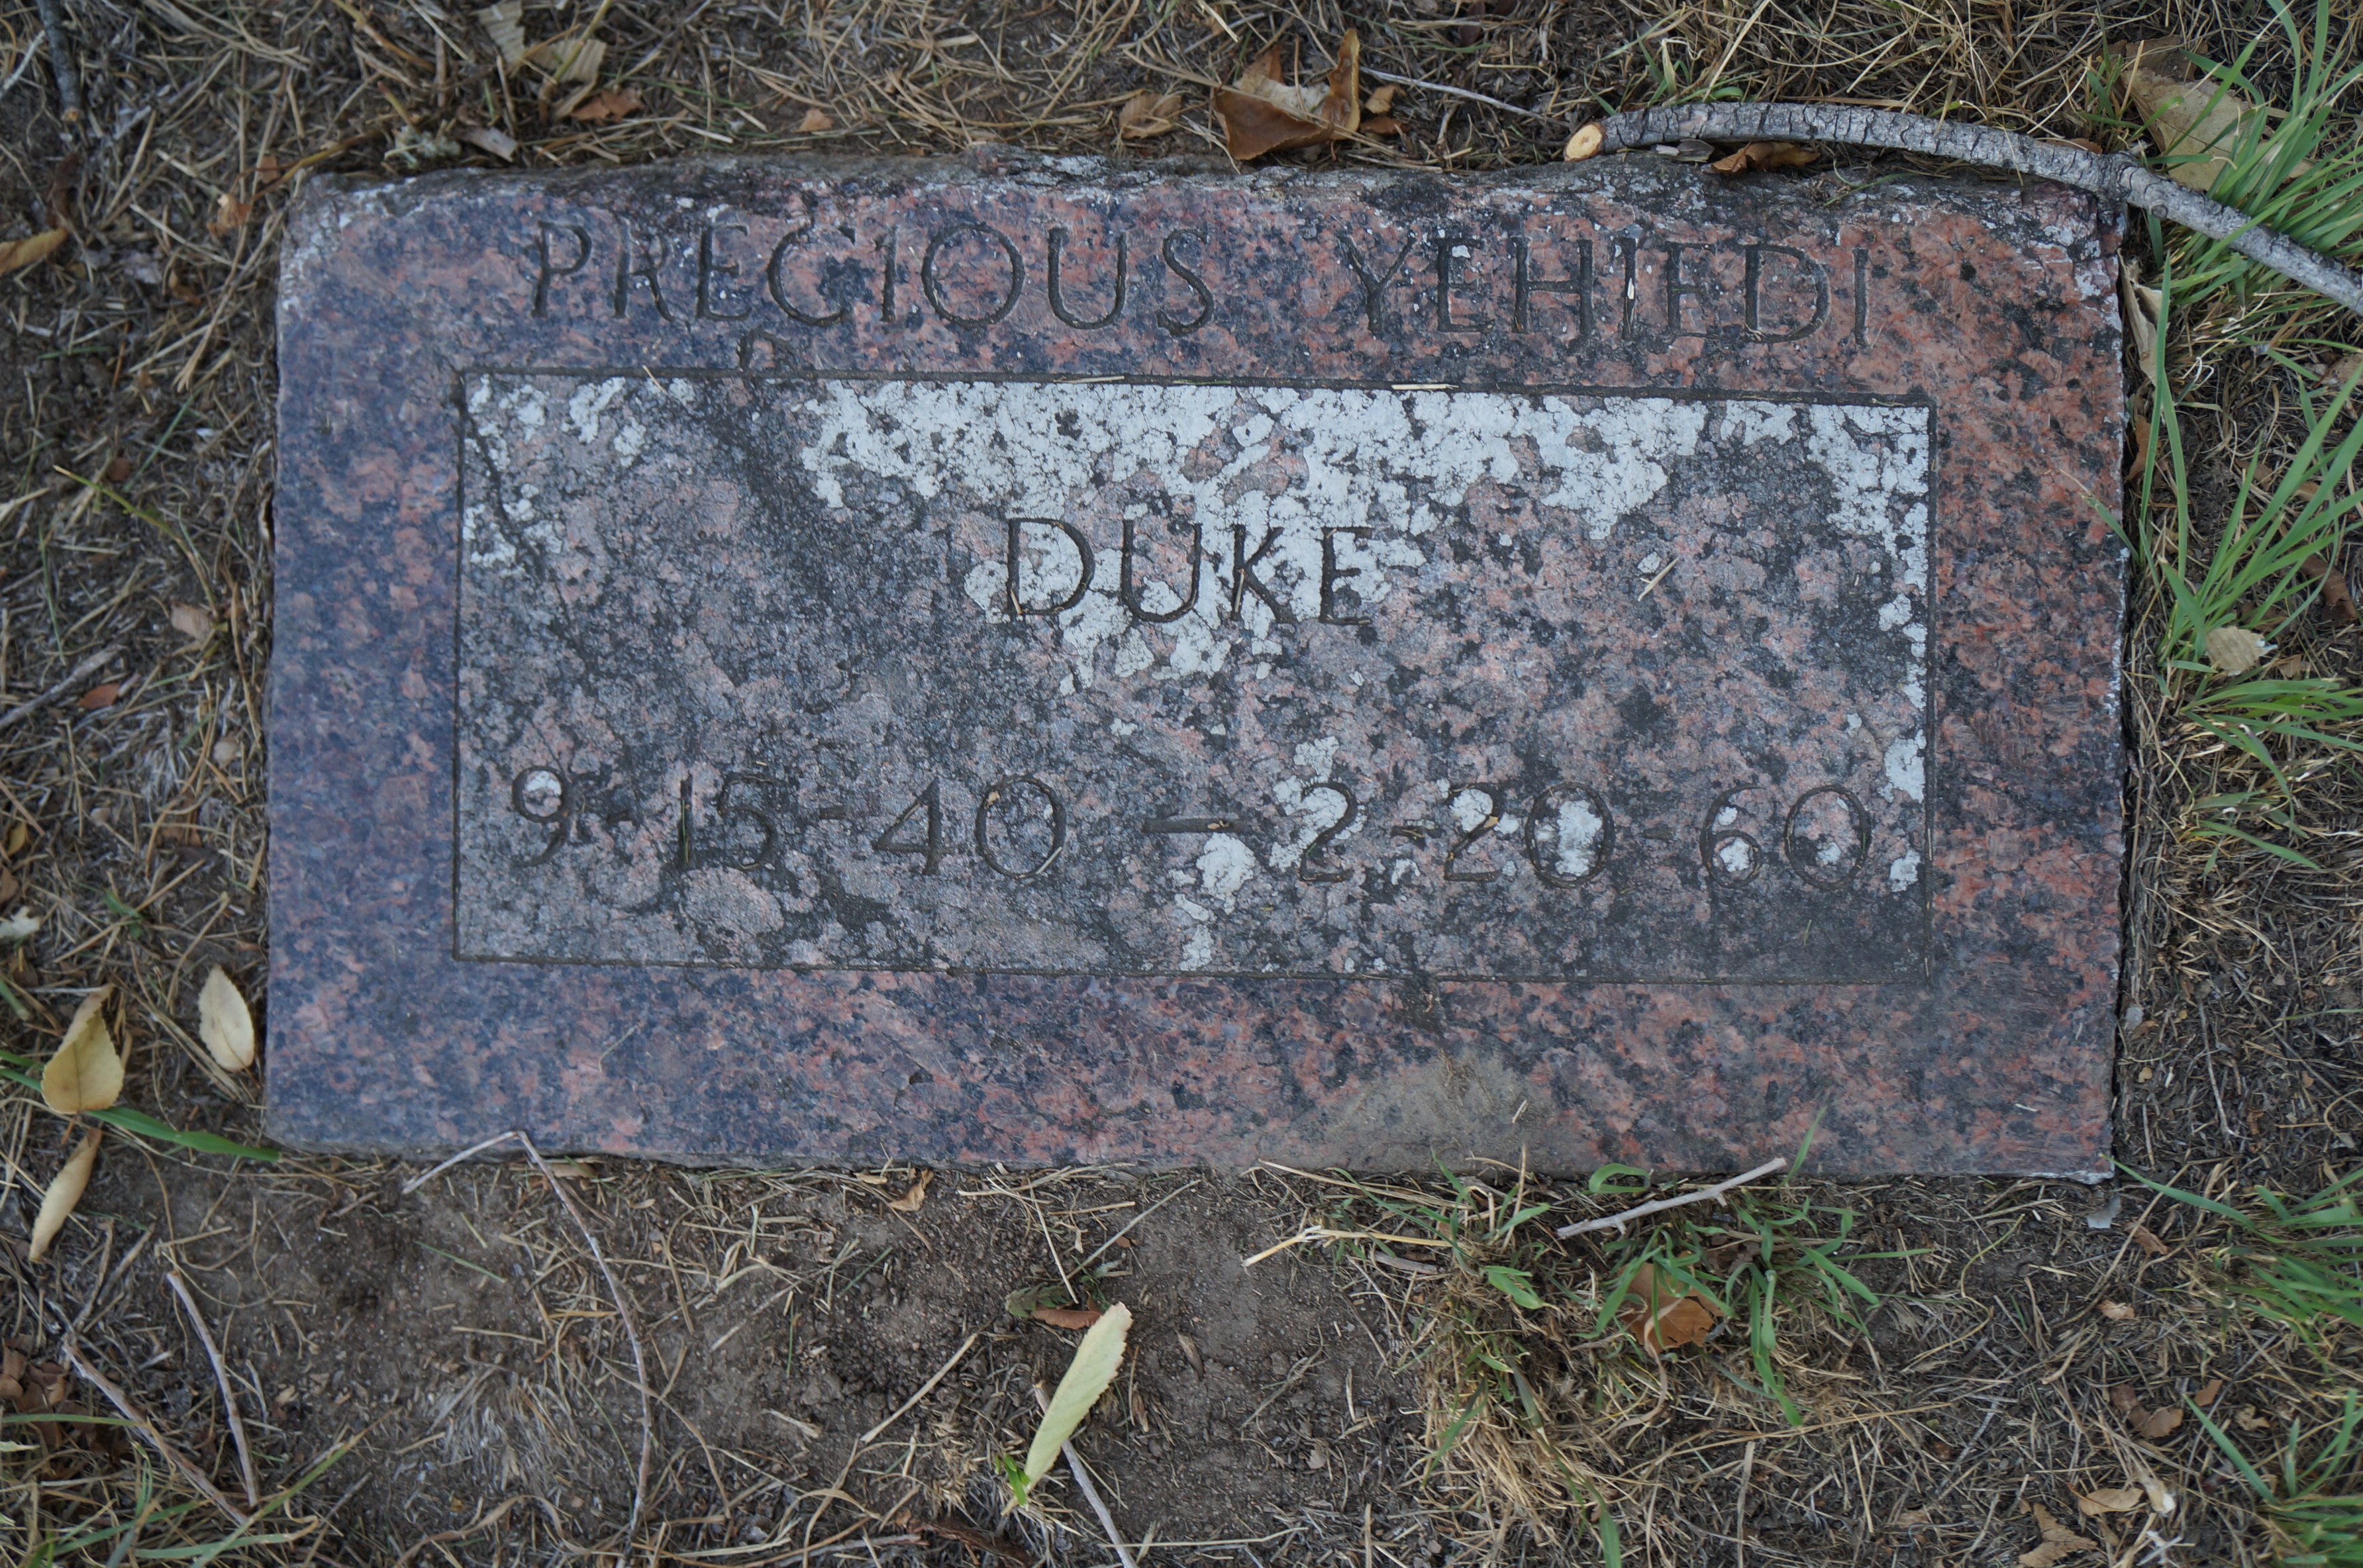 PRECIOUS YEHIEDI
DUKE
9-15-40 — 2-20-60